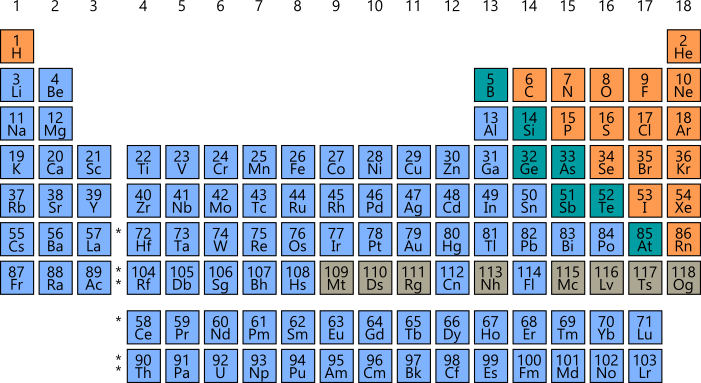 1 2 3 4 5 6 7 8 9 10 11 12 13 14 15 16 17 18
1 2
H He
3 4 5 6 7 8 9 10
Li Be B C N O F Ne
11 12 13 14 15 16 17 18
Na Mg Al Si P S Cl Ar
19 20 21 22 23 24 25 26 27 28 29 30 31 32 33 34 35 36
K Ca Sc Ti V Cr Mn Fe Co Ni Cu Zn Ga Ge As Se Br Kr
37 38 39 40 41 42 43 44 45 46 47 48 49 50 51 52 53 54
Rb Sr Y Zr Nb Mo Tc Ru Rh Pd Ag Cd In Sn Sb Te I Xe
55 56 57 * 72 73 74 75 76 77 78 79 80 81 82 83 84 85 86
Cs Ba La Hf Ta W Re Os Ir Pt Au Hg Tl Pb Bi Po At Rn
87 88 89 * 104 105 106 107 108 109 110 111 112 113 114 115 116 117 118
Fr Ra Ac * Rf Db Sg Bh Hs Mt Ds Rg Cn Nh Fl Mc Lv Ts Og
* 58 59 60 61 62 63 64 65 66 67 68 69 70 71
Ce Pr Nd Pm Sm Eu Gd Tb Dy Ho Er Tm Yb Lu
* 90 91 92 93 94 95 96 97 98 99 100 101 102 103
* Th Pa U Np Pu Am Cm Bk Cf Es Fm Md No Lr